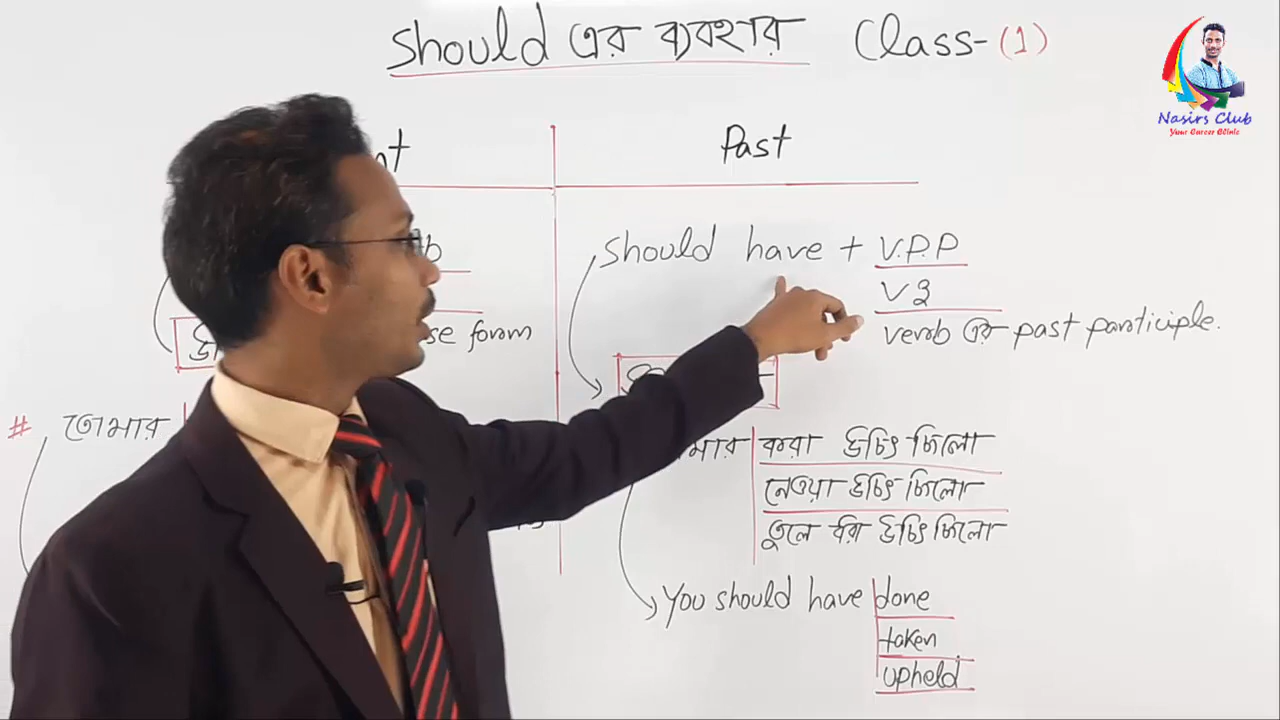 Should এর ব্যবহার Class-(1)
Nasirs Club
Your Career Clinic
Past
Should have + V.P.P
V3
verb এর past participle.
form
# তোমার
করা উচিৎ ছিলো
নেওয়া উচিৎ ছিলো
তুলে ধরা উচিৎ ছিলো
You should have done
taken
upheld